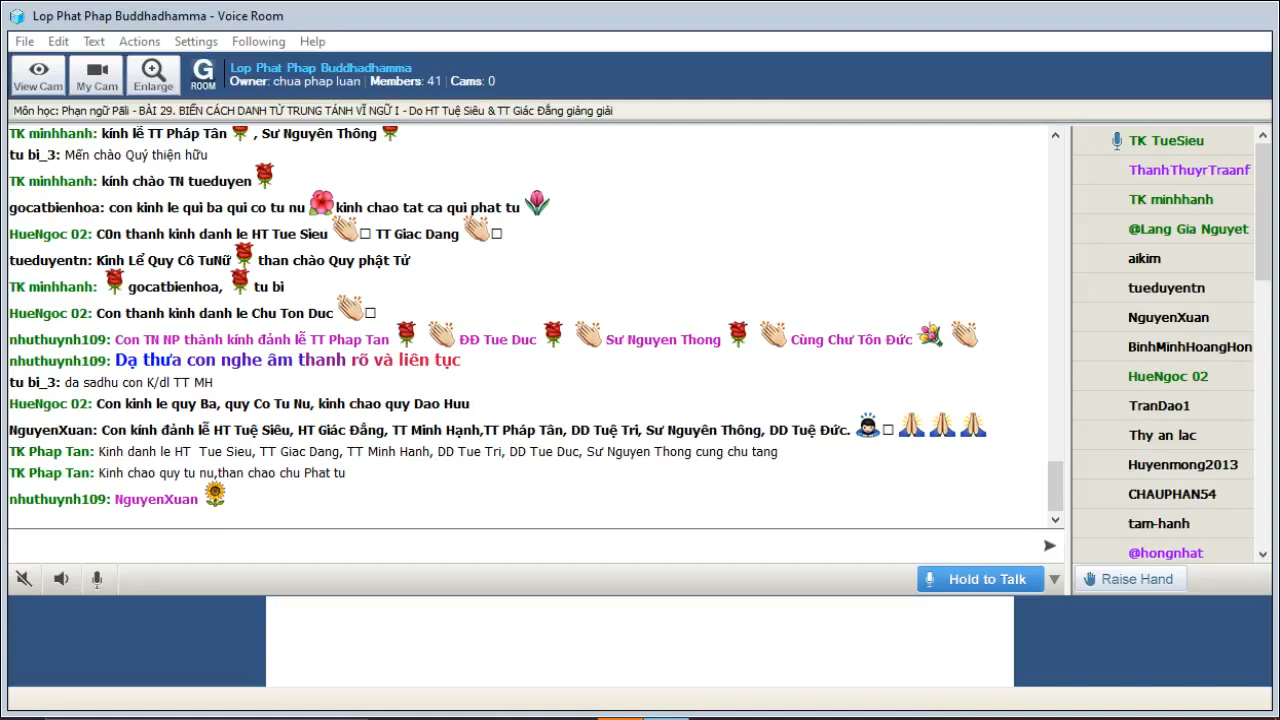 Lop Phat Phap Buddhadhamma - Voice Room
File Edit Text Actions Settings Following Help
View Cam My Cam Enlarge G ROOM
Lop Phat Phap Buddhadhamma
Owner: chua phap luan | Members: 41 | Cams: 0
Môn học: Phạn ngữ Pāli - BÀI 29. BIẾN CÁCH DANH TỪ TRUNG TÁNH VĨ NGỮ I - Do HT Tuệ Siêu & TT Giác Đẳng giảng giải
TK minhhanh: kính lễ TT Pháp Tân , Sư Nguyên Thông
tu bi_3: Mến chào Quý thiện hữu
TK minhhanh: kính chào TN tueduyen
gocatbienhoa: con kinh le qui ba qui co tu nu kinh chao tat ca qui phat tu
HueNgoc 02: C0n thanh kinh danh le HT Tue Sieu TT Giac Dang
tueduyentn: Kinh Lể Quy Cô TuNữ than chào Quy phật Tử
TK minhhanh: gocatbienhoa, tu bi
HueNgoc 02: Con thanh kinh danh le Chu Ton Duc
nhuthuynh109: Con TN NP thành kính đảnh lễ TT Phap Tan ĐĐ Tue Duc Sư Nguyen Thong Cùng Chư Tôn Đức
nhuthuynh109: Dạ thưa con nghe âm thanh rõ và liên tục
tu bi_3: da sadhu con K/dl TT MH
HueNgoc 02: Con kinh le quy Ba, quy Co Tu Nu, kinh chao quy Dao Huu
NguyenXuan: Con kính đảnh lễ HT Tuệ Siêu, HT Giác Đẳng, TT Minh Hạnh,TT Pháp Tân, DD Tuệ Tri, Sư Nguyên Thông, DD Tuệ Đức.
TK Phap Tan: Kinh danh le HT Tue Sieu, TT Giac Dang, TT Minh Hanh, DD Tue Tri, DD Tue Duc, Sư Nguyen Thong cung chu tang
TK Phap Tan: Kinh chao quy tu nu,than chao chu Phat tu
nhuthuynh109: NguyenXuan
TK TueSieu
ThanhThuyrTraanf
TK minhhanh
@Lang Gia Nguyet
aikim
tueduyentn
NguyenXuan
BinhMinhHoangHon
HueNgoc 02
TranDao1
Thy an lac
Huyenmong2013
CHAUPHAN54
tam-hanh
@hongnhat
Hold to Talk
Raise Hand